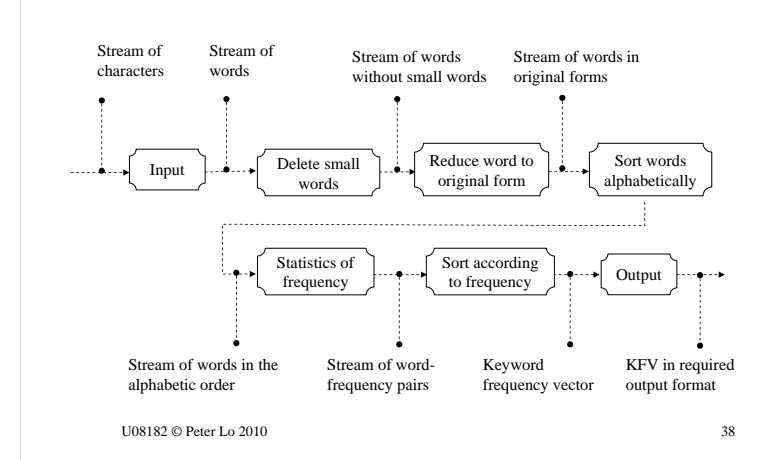 Stream of
characters
Stream of
words
Stream of words
without small words
Stream of words in
original forms
Input
Delete small
words
Reduce word to
original form
Sort words
alphabetically
Statistics of
frequency
Sort according
to frequency
Output
Stream of words in the
alphabetic order
Stream of word-
frequency pairs
Keyword
frequency vector
KFV in required
output format
U08182 © Peter Lo 2010
38